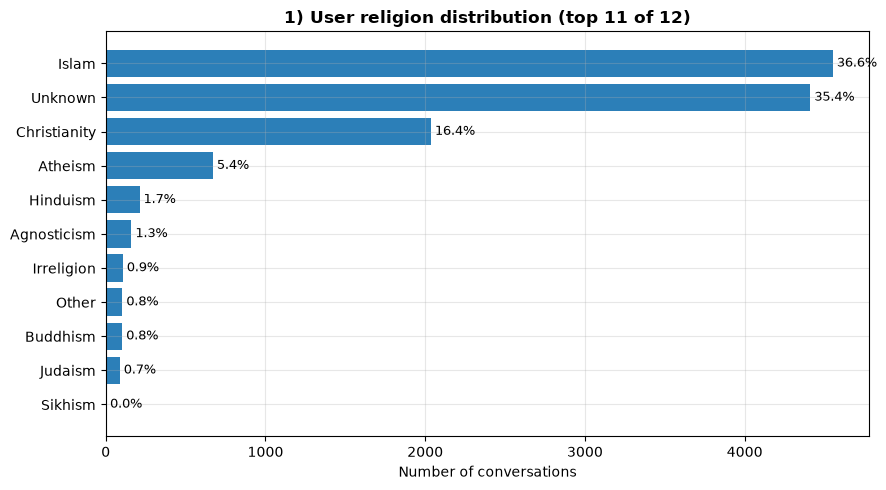 1) User religion distribution (top 11 of 12)
Islam 36.6%
Unknown 35.4%
Christianity 16.4%
Atheism 5.4%
Hinduism 1.7%
Agnosticism 1.3%
Irreligion 0.9%
Other 0.8%
Buddhism 0.8%
Judaism 0.7%
Sikhism 0.0%
0 1000 2000 3000 4000
Number of conversations